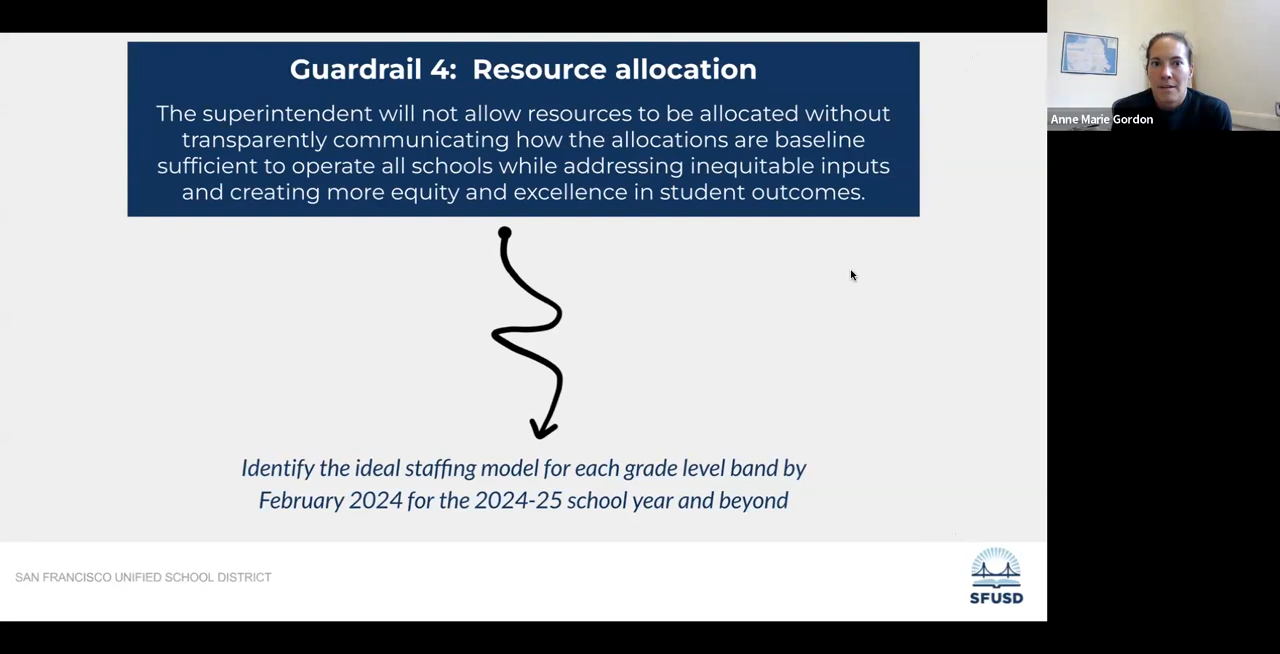 Guardrail 4: Resource allocation
The superintendent will not allow resources to be allocated without
transparently communicating how the allocations are baseline
sufficient to operate all schools while addressing inequitable inputs
and creating more equity and excellence in student outcomes.
Identify the ideal staffing model for each grade level band by
February 2024 for the 2024-25 school year and beyond
SAN FRANCISCO UNIFIED SCHOOL DISTRICT
SFUSD
Anne Marie Gordon